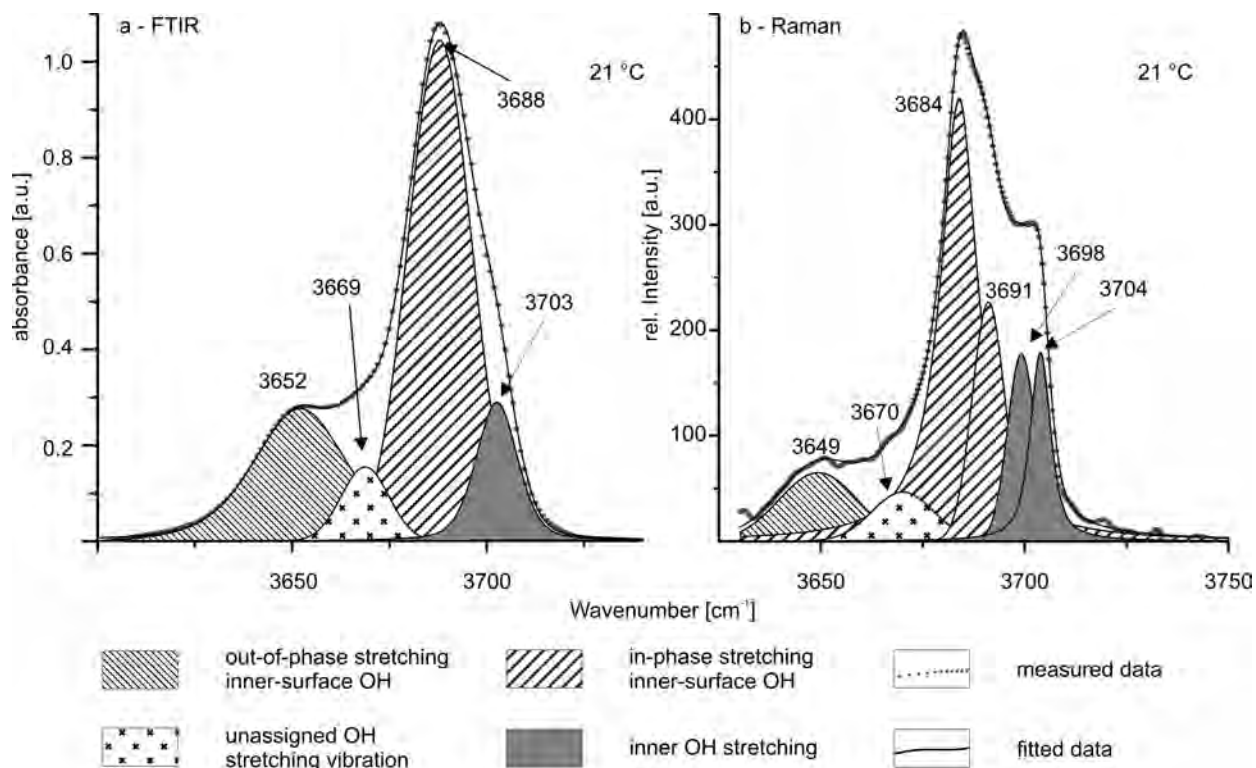 a - FTIR
21 °C
3688
3669
3703
3652
1.0
0.8
0.6
0.4
0.2
absorbance [a.u.]
3650
3700
b - Raman
21 °C
3684
3698
3691
3704
3670
3649
400
300
200
100
rel. Intensity [a.u.]
3650
3700
3750
Wavenumber [cm⁻¹]
out-of-phase stretching
inner-surface OH
in-phase stretching
inner-surface OH
measured data
unassigned OH
stretching vibration
inner OH stretching
fitted data